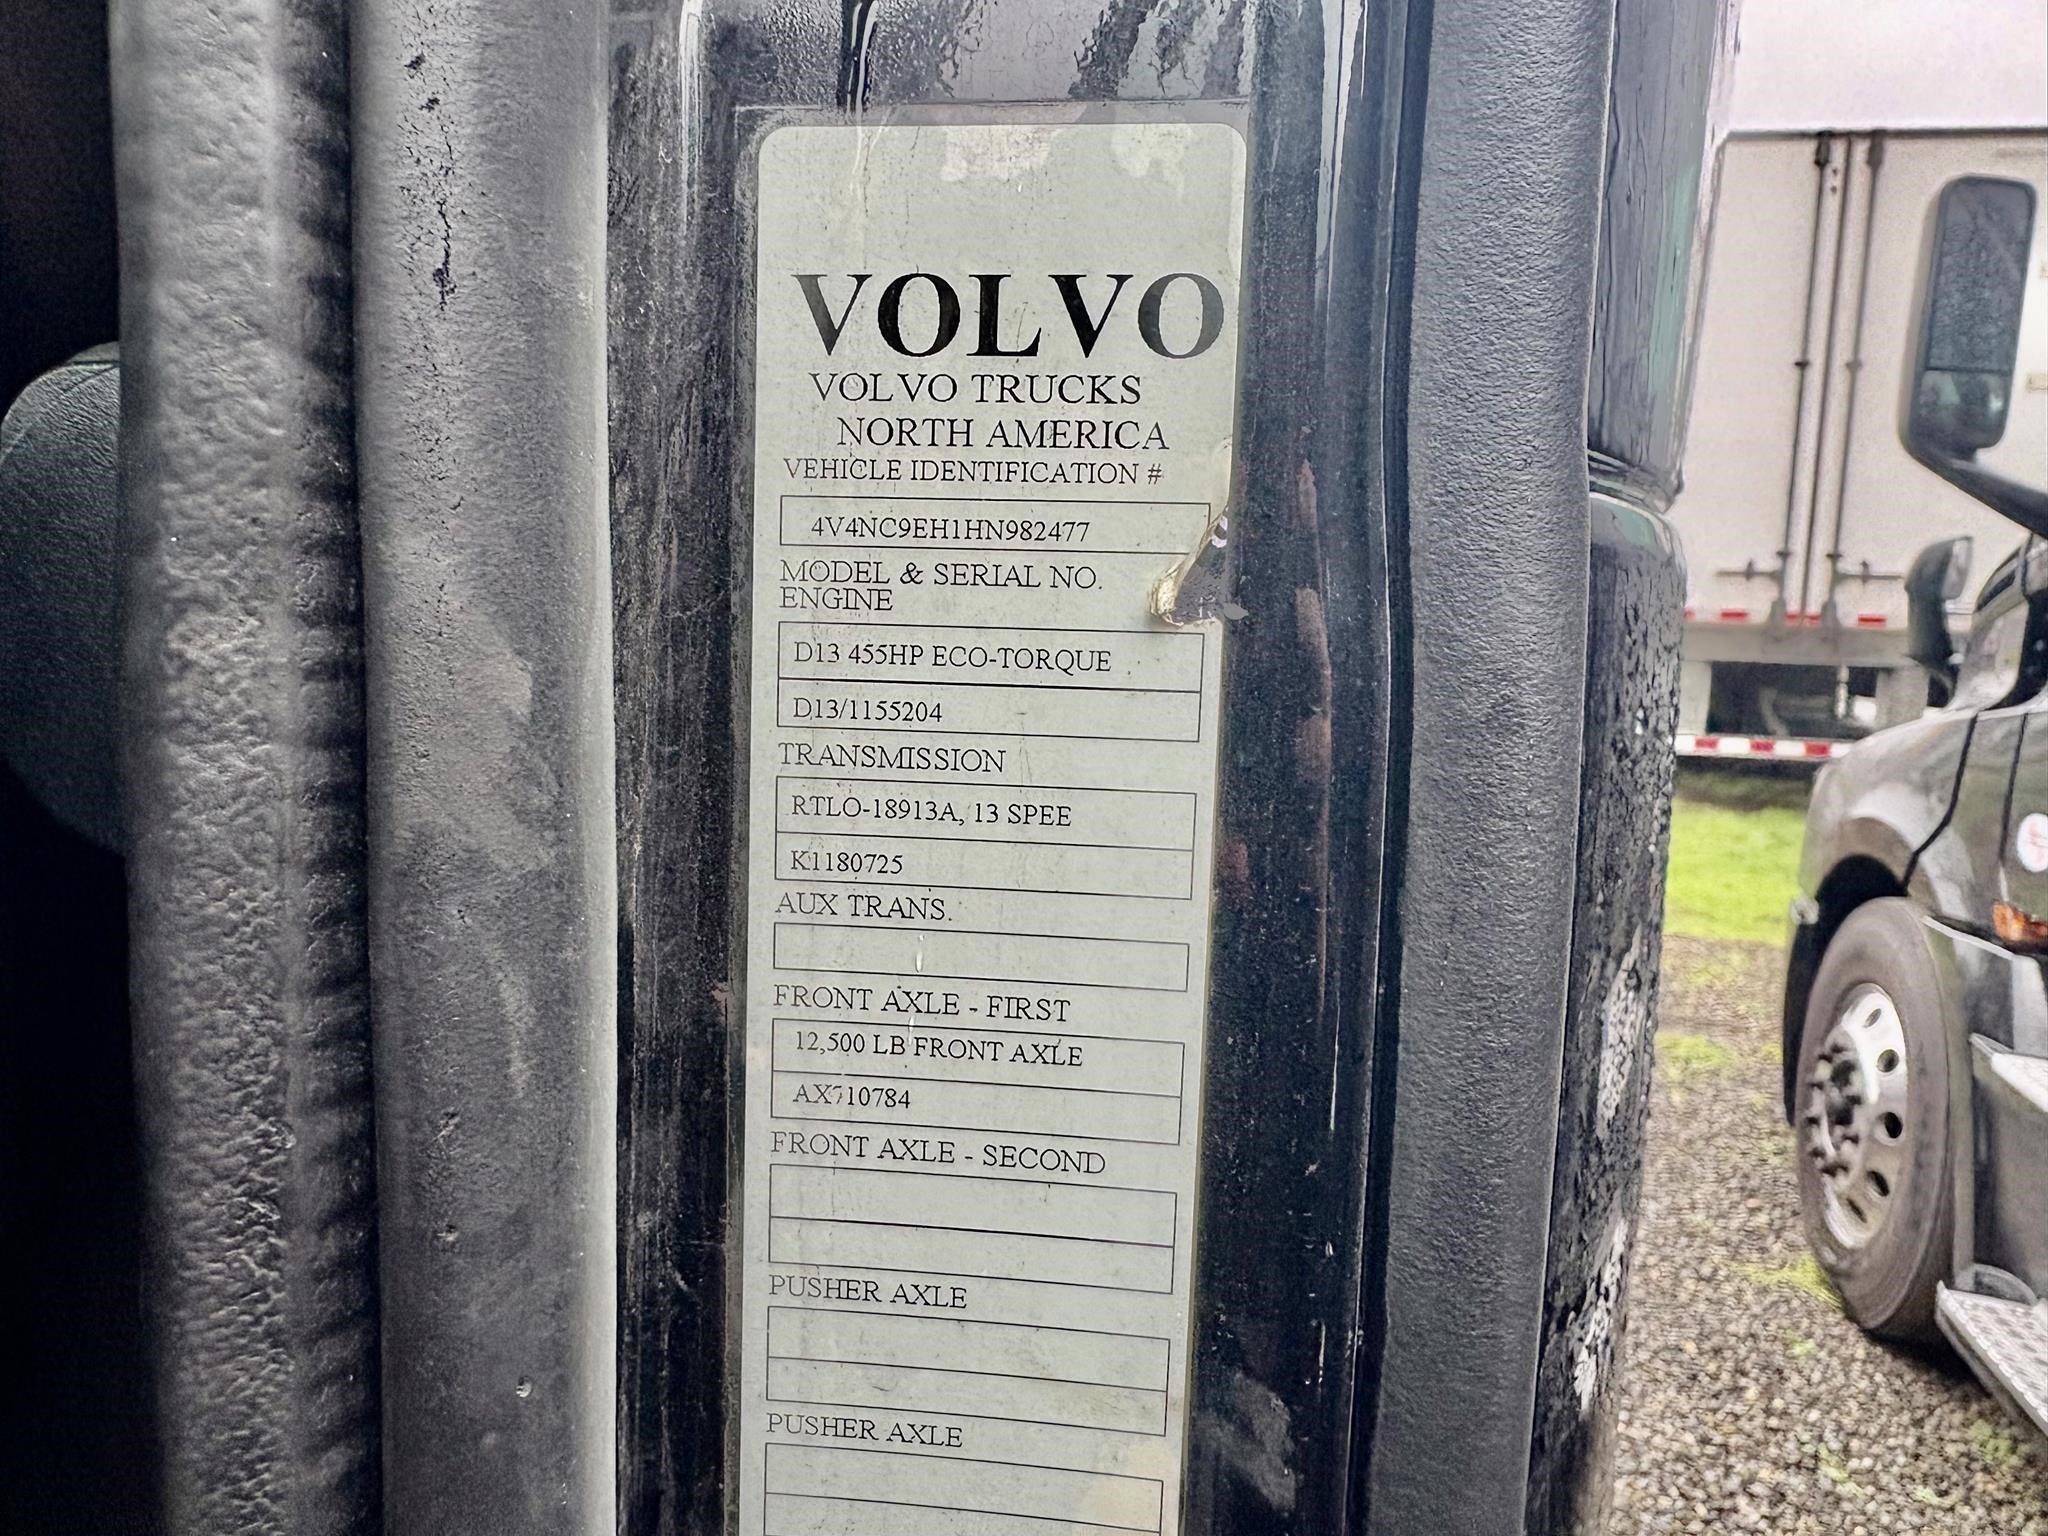 VOLVO
VOLVO TRUCKS
NORTH AMERICA
VEHICLE IDENTIFICATION #
4V4NC9EH1HN982477
MODEL & SERIAL NO.
ENGINE
D13 455HP ECO-TORQUE
D13/1155204
TRANSMISSION
RTLO-18913A, 13 SPEE
K1180725
AUX TRANS.
FRONT AXLE - FIRST
12,500 LB FRONT AXLE
AX710784
FRONT AXLE - SECOND
PUSHER AXLE
PUSHER AXLE